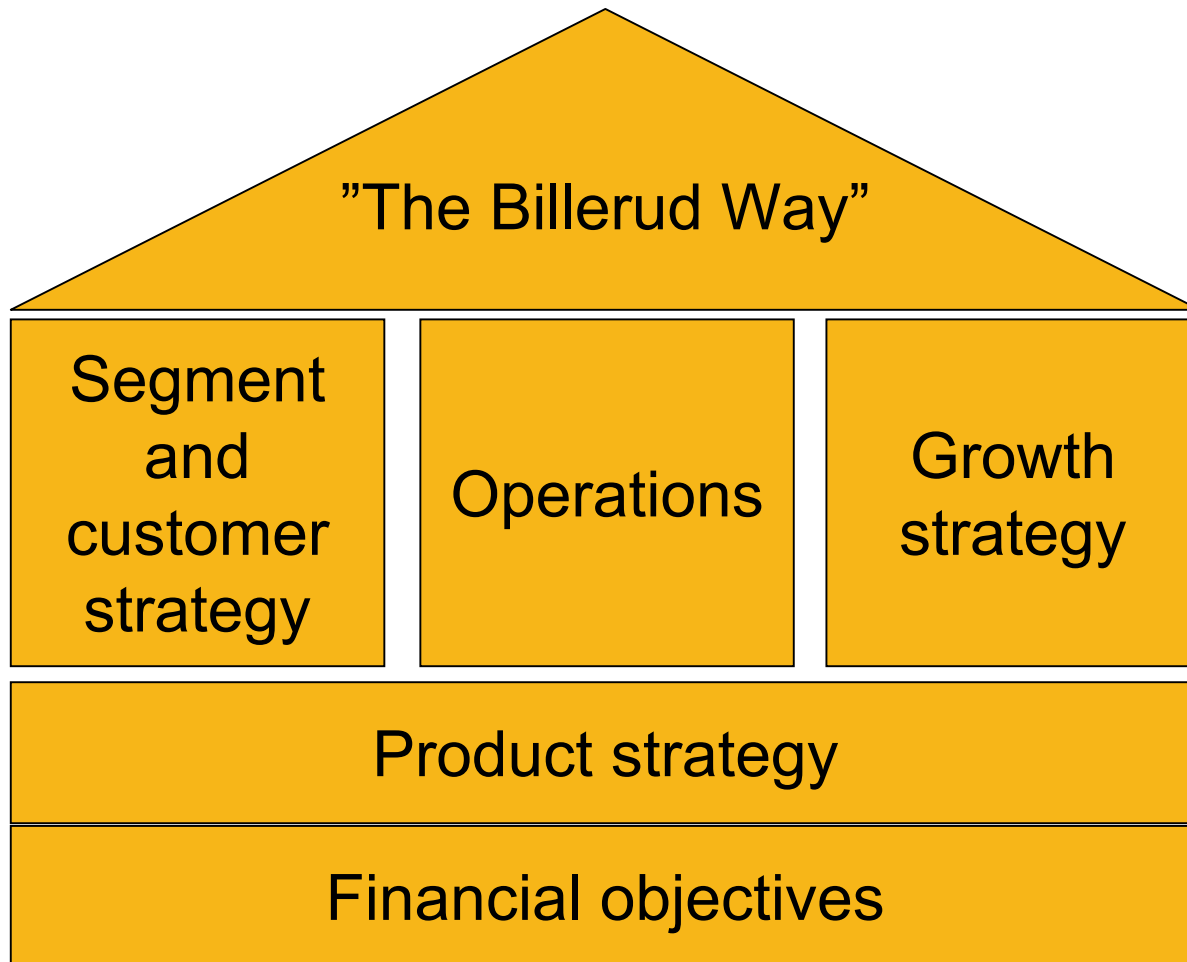 ”The Billerud Way”
Segment
and
customer
strategy
Operations
Growth
strategy
Product strategy
Financial objectives